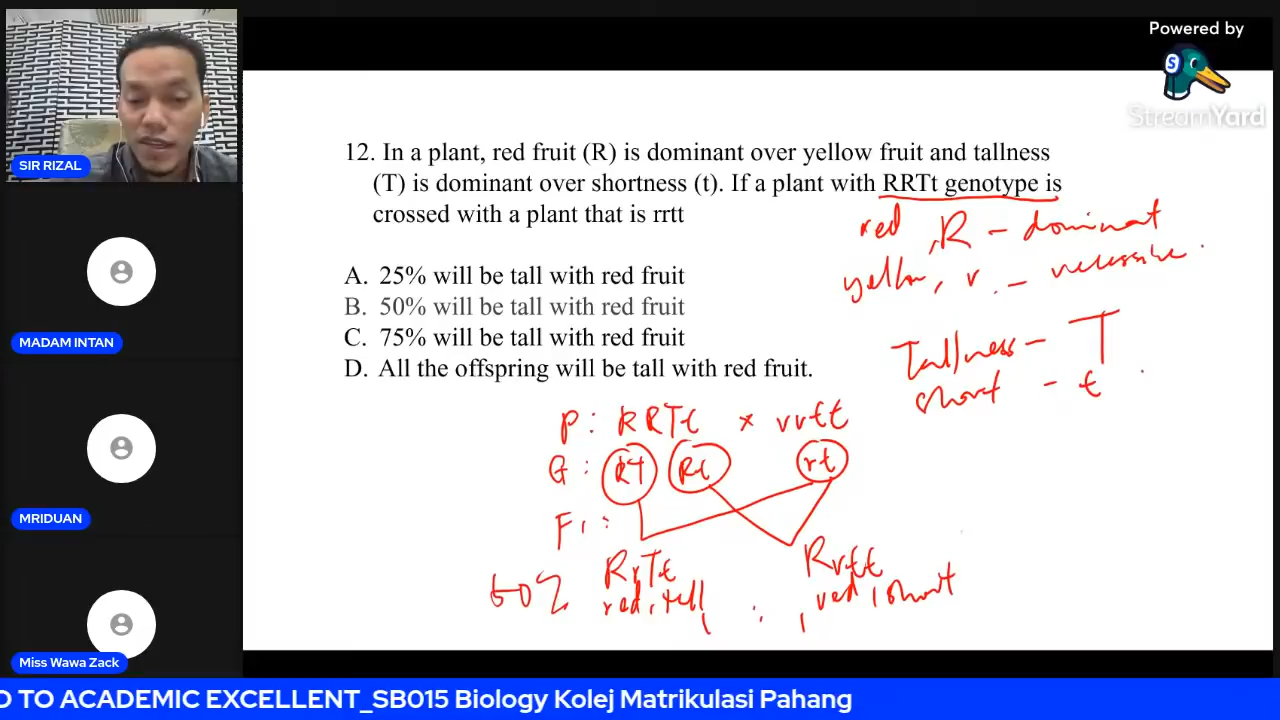 Powered by
S
StreamYard
SIR RIZAL
MADAM INTAN
MRIDUAN
Miss Wawa Zack
12. In a plant, red fruit (R) is dominant over yellow fruit and tallness
(T) is dominant over shortness (t). If a plant with RRTt genotype is
crossed with a plant that is rrtt
A. 25% will be tall with red fruit
B. 50% will be tall with red fruit
C. 75% will be tall with red fruit
D. All the offspring will be tall with red fruit.
red , R - dominant
yellow, r - recessive
Tallness - T
short - t
P : RRTt × rrtt
G : RT Rt rt
F1 :
RrTt Rrtt
50% red, tall red, short
1 : 1
D TO ACADEMIC EXCELLENT_SB015 Biology Kolej Matrikulasi Pahang